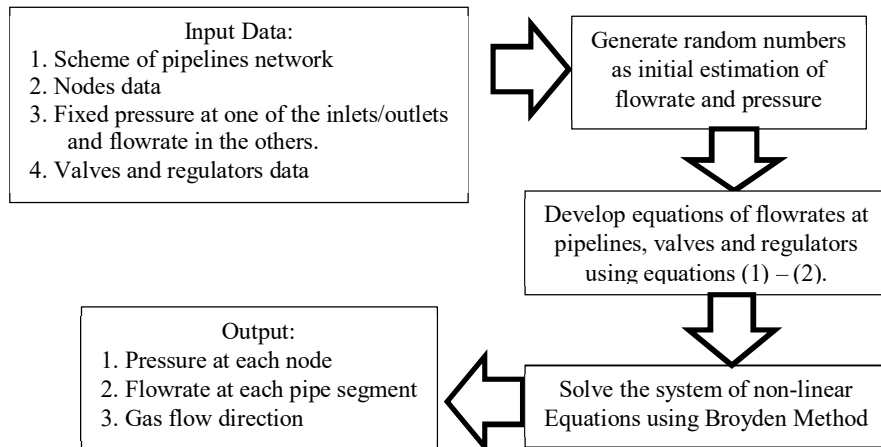 Input Data:
1. Scheme of pipelines network
2. Nodes data
3. Fixed pressure at one of the inlets/outlets
and flowrate in the others.
4. Valves and regulators data
Generate random numbers
as initial estimation of
flowrate and pressure
Develop equations of flowrates at
pipelines, valves and regulators
using equations (1) – (2).
Solve the system of non-linear
Equations using Broyden Method
Output:
1. Pressure at each node
2. Flowrate at each pipe segment
3. Gas flow direction